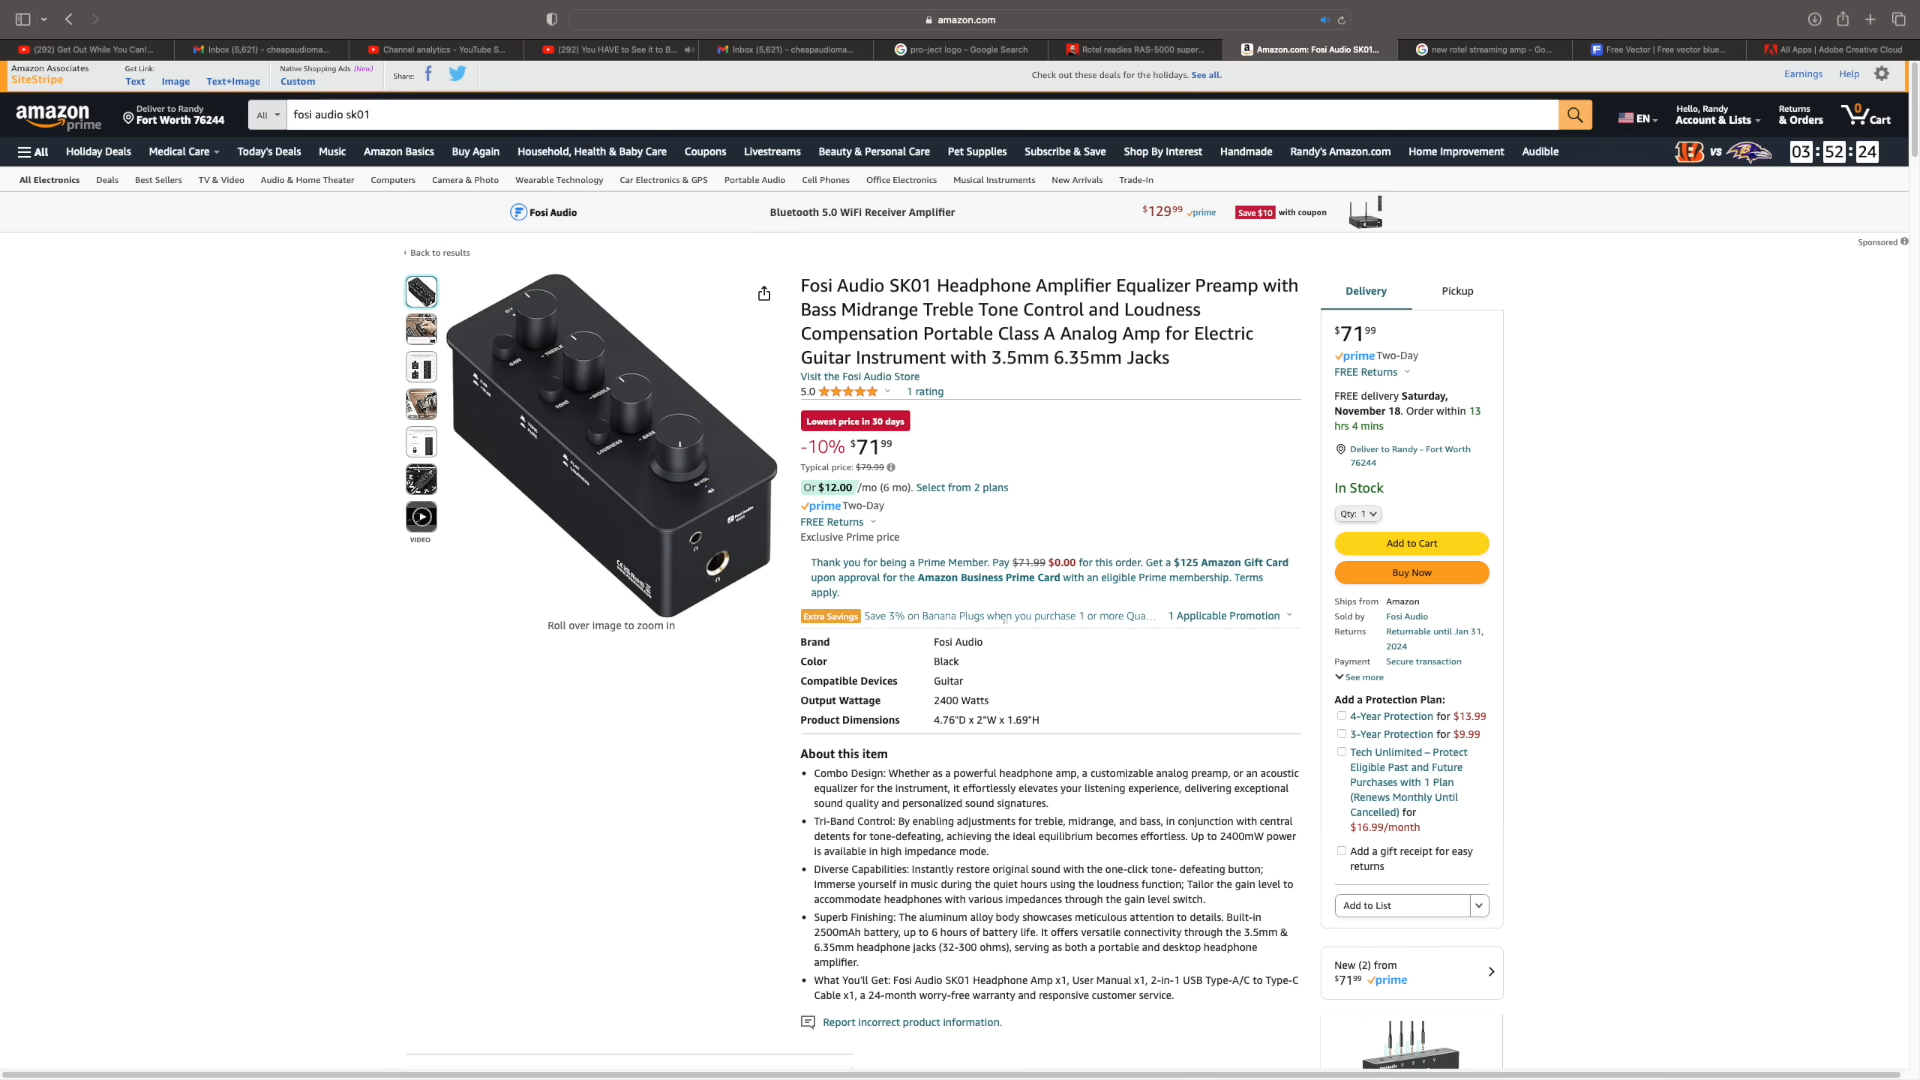 amazon.com
(292) Get Out While You Can!...
Inbox (5,621) - cheapaudioma...
Channel analytics - YouTube S...
(292) You HAVE to See it to B...
Inbox (5,621) - cheapaudioma...
pro-ject logo - Google Search
Rotel readies RAS-5000 super...
Amazon.com: Fosi Audio SK01...
new rotel streaming amp - Go...
Free Vector | Free vector blue...
All Apps | Adobe Creative Cloud
Amazon Associates
SiteStripe
Get Link:
Text Image Text+Image
Native Shopping Ads (New)
Custom
Share:
Check out these deals for the holidays. See all.
Earnings Help
amazon
prime
Deliver to Randy
Fort Worth 76244
All
fosi audio sk01
EN
Hello, Randy
Account & Lists
Returns
& Orders
0
Cart
All Holiday Deals Medical Care Today's Deals Music Amazon Basics Buy Again Household, Health & Baby Care Coupons Livestreams Beauty & Personal Care Pet Supplies Subscribe & Save Shop By Interest Handmade Randy's Amazon.com Home Improvement Audible
VS
03 : 52 : 24
All Electronics Deals Best Sellers TV & Video Audio & Home Theater Computers Camera & Photo Wearable Technology Car Electronics & GPS Portable Audio Cell Phones Office Electronics Musical Instruments New Arrivals Trade-In
Fosi Audio
Bluetooth 5.0 WiFi Receiver Amplifier
$129 99 prime
Save $10 with coupon
Sponsored
‹ Back to results
GAIN
TREBLE
TONE
MIDDLE
LOUDNESS
BASS
Fosi Audio
VIDEO
Roll over image to zoom in
Fosi Audio SK01 Headphone Amplifier Equalizer Preamp with
Bass Midrange Treble Tone Control and Loudness
Compensation Portable Class A Analog Amp for Electric
Guitar Instrument with 3.5mm 6.35mm Jacks
Visit the Fosi Audio Store
5.0 1 rating
Lowest price in 30 days
-10% $71 99
Typical price: $79.99
Or $12.00 /mo (6 mo). Select from 2 plans
prime Two-Day
FREE Returns
Exclusive Prime price
Thank you for being a Prime Member. Pay $71.99 $0.00 for this order. Get a $125 Amazon Gift Card
upon approval for the Amazon Business Prime Card with an eligible Prime membership. Terms
apply.
Extra Savings Save 3% on Banana Plugs when you purchase 1 or more Qua... 1 Applicable Promotion
Brand Fosi Audio
Color Black
Compatible Devices Guitar
Output Wattage 2400 Watts
Product Dimensions 4.76"D x 2"W x 1.69"H
About this item
• Combo Design: Whether as a powerful headphone amp, a customizable analog preamp, or an acoustic
equalizer for the instrument, it effortlessly elevates your listening experience, delivering exceptional
sound quality and personalized sound signatures.
• Tri-Band Control: By enabling adjustments for treble, midrange, and bass, in conjunction with central
detents for tone-defeating, achieving the ideal equilibrium becomes effortless. Up to 2400mW power
is available in high impedance mode.
• Diverse Capabilities: Instantly restore original sound with the one-click tone- defeating button;
Immerse yourself in music during the quiet hours using the loudness function; Tailor the gain level to
accommodate headphones with various impedances through the gain level switch.
• Superb Finishing: The aluminum alloy body showcases meticulous attention to details. Built-in
2500mAh battery, up to 6 hours of battery life. It offers versatile connectivity through the 3.5mm &
6.35mm headphone jacks (32-300 ohms), serving as both a portable and desktop headphone
amplifier.
• What You'll Get: Fosi Audio SK01 Headphone Amp x1, User Manual x1, 2-in-1 USB Type-A/C to Type-C
Cable x1, a 24-month worry-free warranty and responsive customer service.
Report incorrect product information.
Delivery Pickup
$71 99
prime Two-Day
FREE Returns
FREE delivery Saturday,
November 18. Order within 13
hrs 4 mins
Deliver to Randy - Fort Worth
76244
In Stock
Qty: 1
Add to Cart
Buy Now
Ships from Amazon
Sold by Fosi Audio
Returns Returnable until Jan 31,
2024
Payment Secure transaction
See more
Add a Protection Plan:
4-Year Protection for $13.99
3-Year Protection for $9.99
Tech Unlimited – Protect
Eligible Past and Future
Purchases with 1 Plan
(Renews Monthly Until
Cancelled) for
$16.99/month
Add a gift receipt for easy
returns
Add to List
New (2) from
$71 99 prime